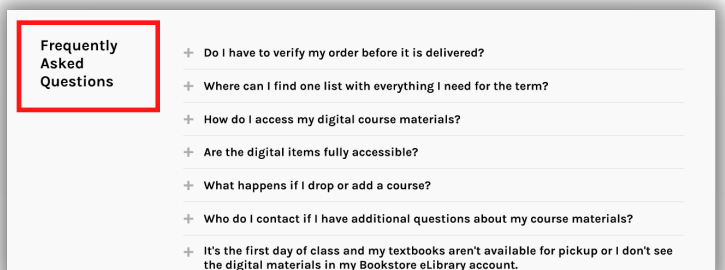 Frequently
Asked
Questions
Do I have to verify my order before it is delivered?
Where can I find one list with everything I need for the term?
How do I access my digital course materials?
Are the digital items fully accessible?
What happens if I drop or add a course?
Who do I contact if I have additional questions about my course materials?
It's the first day of class and my textbooks aren't available for pickup or I don't see
the digital materials in my Bookstore eLibrary account.